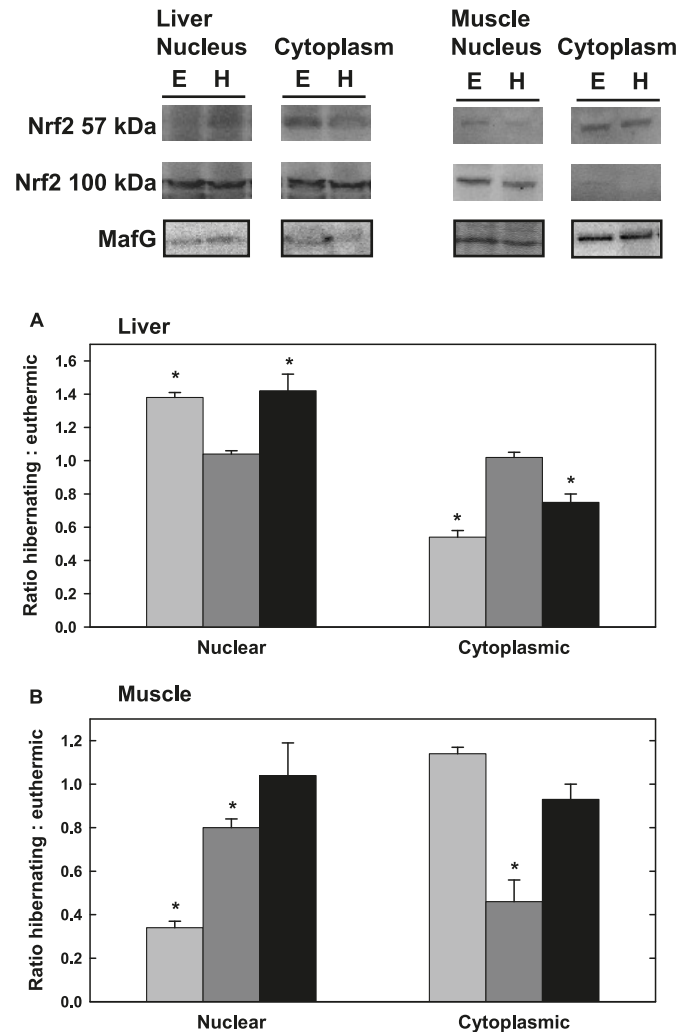 Liver Muscle
Nucleus Cytoplasm Nucleus Cytoplasm
E H E H E H E H
Nrf2 57 kDa
Nrf2 100 kDa
MafG
A Liver
Ratio hibernating : euthermic
1.6
1.4
1.2
1.0
0.8
0.6
0.4
0.2
0.0
* * * *
Nuclear Cytoplasmic
B Muscle
Ratio hibernating : euthermic
1.2
1.0
0.8
0.6
0.4
0.2
0.0
* * *
Nuclear Cytoplasmic